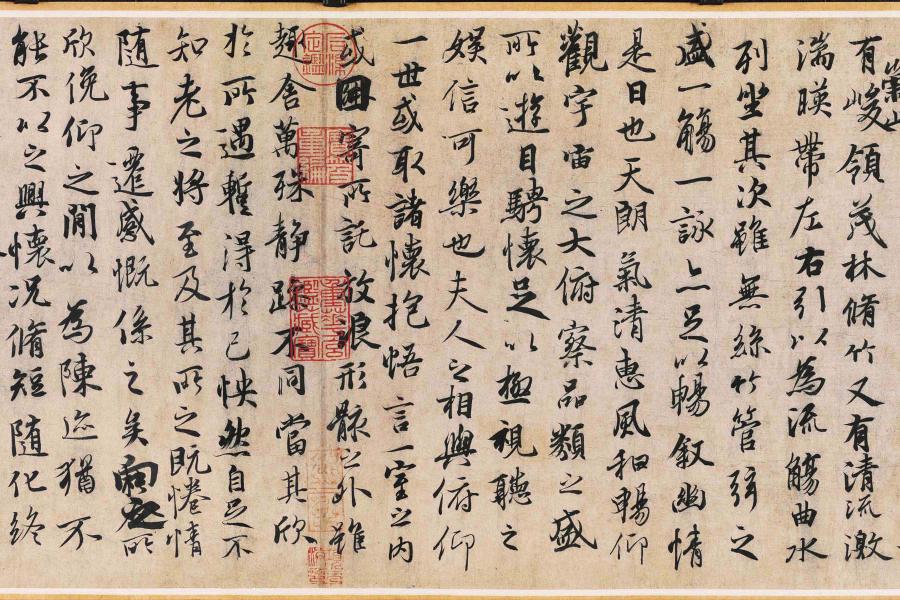 有崇山峻領茂林脩竹又有清流激
湍暎帶左右引以為流觴曲水
列坐其次雖無絲竹管弦之
盛一觴一詠亦足以暢叙幽情
是日也天朗氣清惠風和暢仰
觀宇宙之大俯察品類之盛
所以遊目騁懷足以極視聽之
娛信可樂也夫人之相與俯仰
一世或取諸懷抱悟言一室之內
或因寄所託放浪形骸之外雖
趣舍萬殊靜躁不同當其欣
於所遇暫得於己怏然自足不
知老之將至及其所之既惓情
随事遷感慨係之矣向之所
欣俛仰之閒以為陳迹猶不
能不以之興懷況脩短随化終